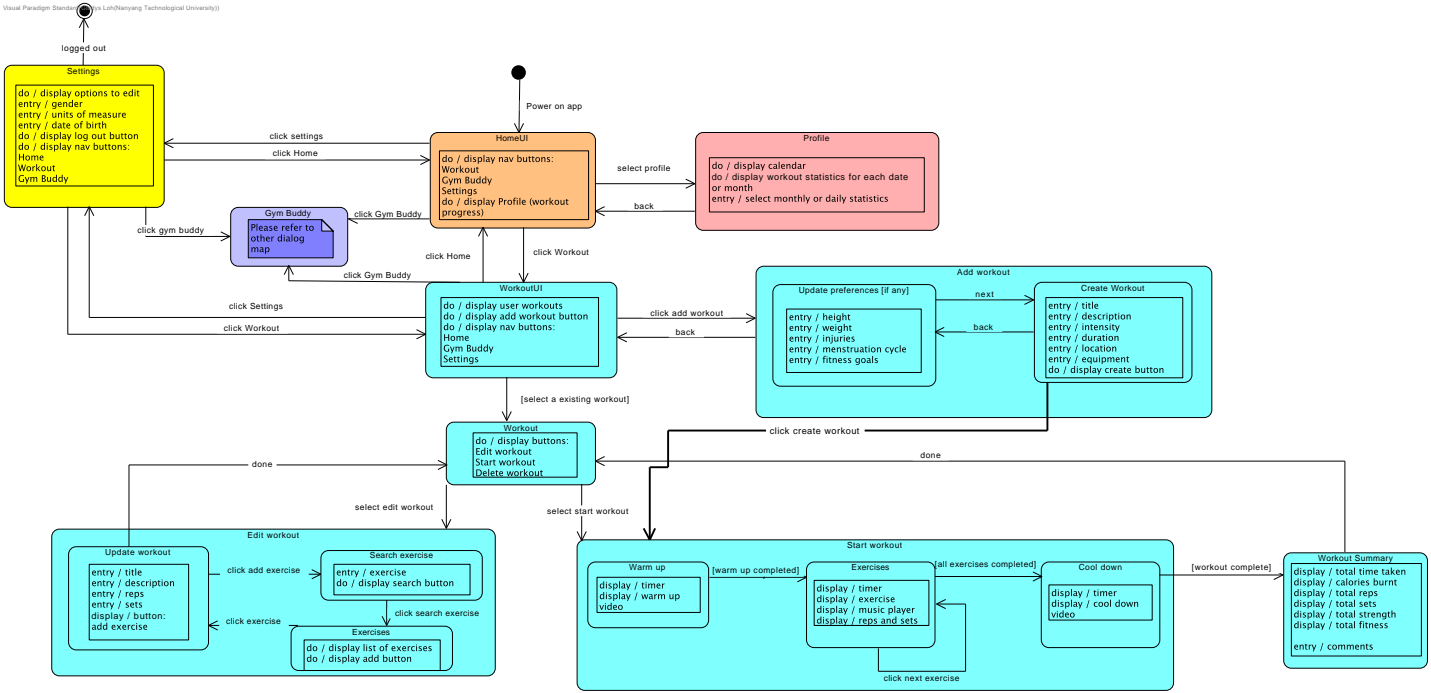 Visual Paradigm Standard
ys Loh(Nanyang Technological University))
logged out
Settings
do / display options to edit
entry / gender
entry / units of measure
entry / date of birth
do / display log out button
do / display nav buttons:
Home
Workout
Gym Buddy
Power on app
click settings
click Home
HomeUI
do / display nav buttons:
Workout
Gym Buddy
Settings
do / display Profile (workout
progress)
select profile
back
Profile
do / display calendar
do / display workout statistics for each date
or month
entry / select monthly or daily statistics
click gym buddy
Gym Buddy
Please refer to
other dialog
map
click Gym Buddy
click Gym Buddy
click Home
click Workout
click Settings
click Workout
WorkoutUI
do / display user workouts
do / display add workout button
do / display nav buttons:
Home
Gym Buddy
Settings
click add workout
back
Add workout
Update preferences [if any]
entry / height
entry / weight
entry / injuries
entry / menstruation cycle
entry / fitness goals
next
back
Create Workout
entry / title
entry / description
entry / intensity
entry / duration
entry / location
entry / equipment
do / display create button
[select a existing workout]
click create workout
Workout
do / display buttons:
Edit workout
Start workout
Delete workout
done
done
select edit workout
select start workout
Edit workout
Update workout
entry / title
entry / description
entry / reps
entry / sets
display / button:
add exercise
click add exercise
Search exercise
entry / exercise
do / display search button
click search exercise
click exercise
Exercises
do / display list of exercises
do / display add button
Start workout
Warm up
display / timer
display / warm up
video
[warm up completed]
Exercises
display / timer
display / exercise
display / music player
display / reps and sets
[all exercises completed]
click next exercise
Cool down
display / timer
display / cool down
video
[workout complete]
Workout Summary
display / total time taken
display / calories burnt
display / total reps
display / total sets
display / total strength
display / total fitness
entry / comments